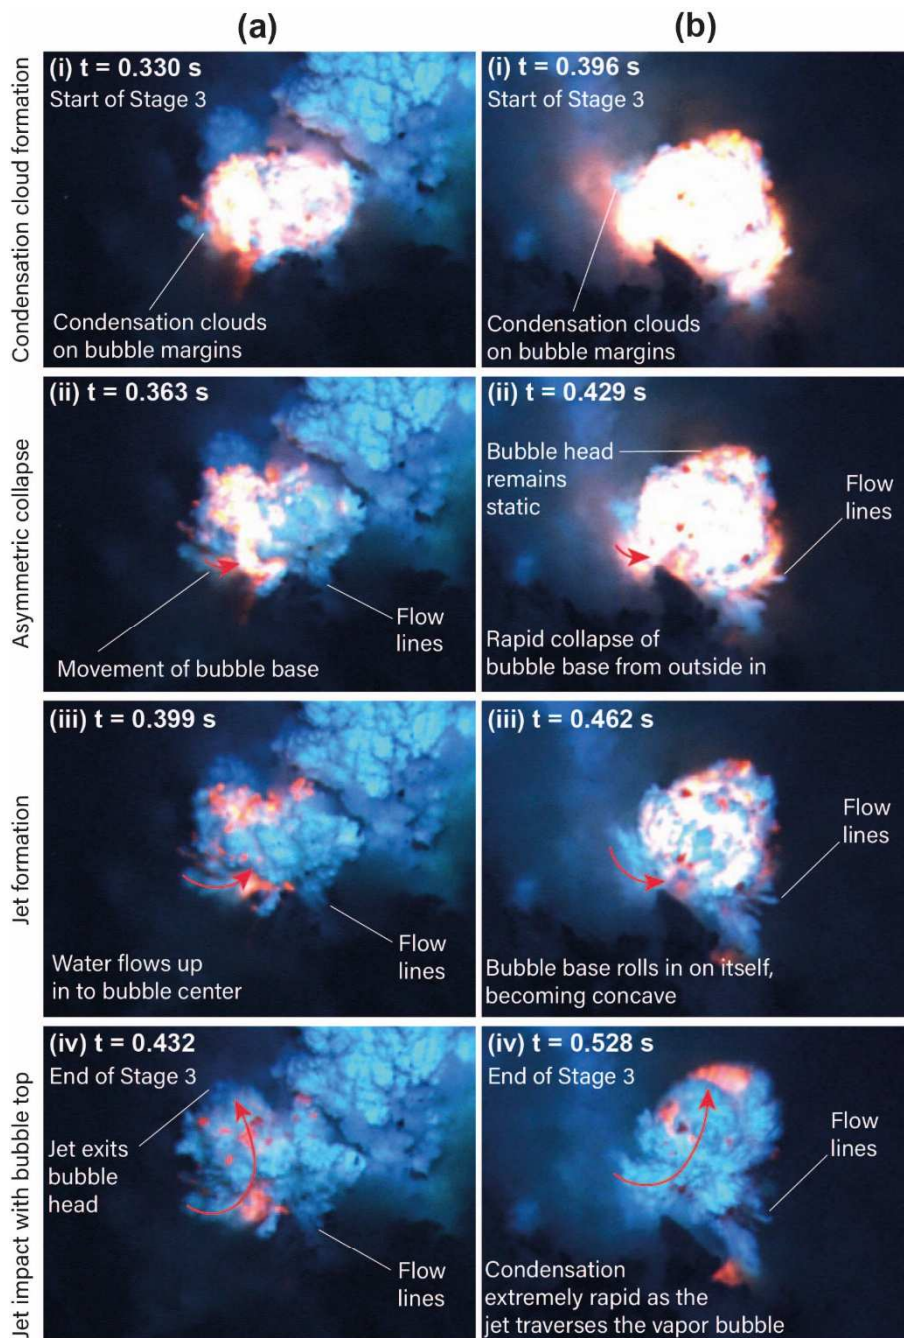 (a)
(b)
Condensation cloud formation
(i) t = 0.330 s
Start of Stage 3
Condensation clouds
on bubble margins
(i) t = 0.396 s
Start of Stage 3
Condensation clouds
on bubble margins
Asymmetric collapse
(ii) t = 0.363 s
Flow
lines
Movement of bubble base
(ii) t = 0.429 s
Bubble head
remains
static
Flow
lines
Rapid collapse of
bubble base from outside in
Jet formation
(iii) t = 0.399 s
Flow
lines
Water flows up
in to bubble center
(iii) t = 0.462 s
Flow
lines
Bubble base rolls in on itself,
becoming concave
Jet impact with bubble top
(iv) t = 0.432
End of Stage 3
Jet exits
bubble
head
Flow
lines
(iv) t = 0.528 s
End of Stage 3
Flow
lines
Condensation
extremely rapid as the
jet traverses the vapor bubble